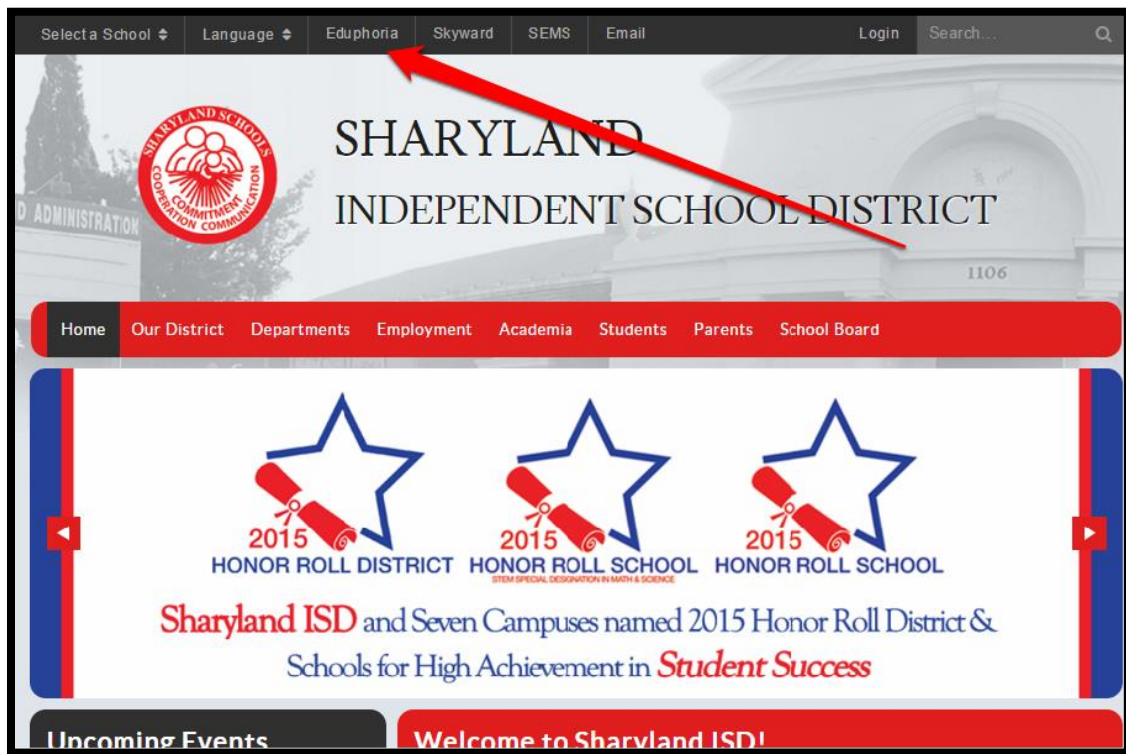 Select a School Language Eduphoria Skyward SEMS Email Login Search...
SHARYLAND SCHOOLS
COOPERATION COMMITMENT COMMUNICATION
SHARYLAND
INDEPENDENT SCHOOL DISTRICT
D ADMINISTRATION
1106
Home Our District Departments Employment Academia Students Parents School Board
2015 2015 2015
HONOR ROLL DISTRICT HONOR ROLL SCHOOL HONOR ROLL SCHOOL
STEM SPECIAL DESIGNATION IN MATH & SCIENCE
Sharyland ISD and Seven Campuses named 2015 Honor Roll District &
Schools for High Achievement in Student Success
Upcoming Events Welcome to Sharyland ISD!